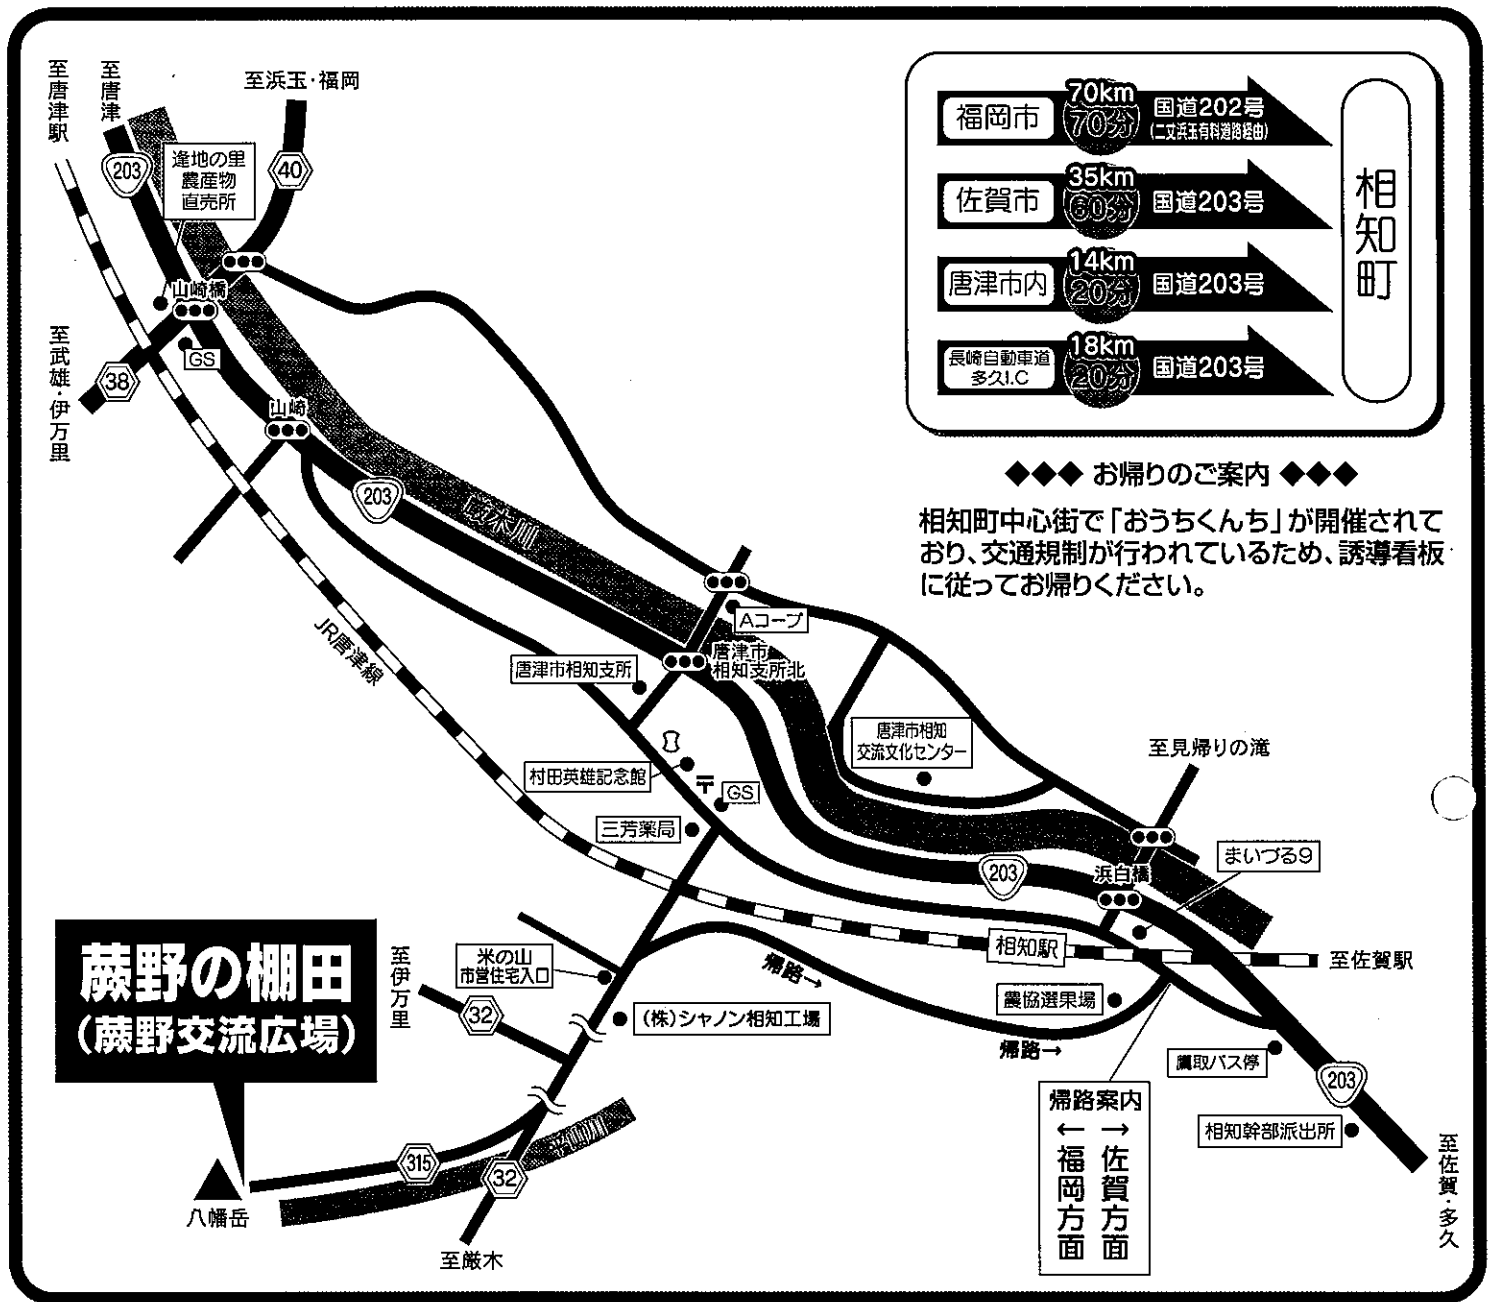 至唐津駅
至唐津
至浜玉・福岡
203
逢地の里
農産物
直売所
40
山崎橋
GS
至武雄・伊万里
38
山崎
203
厳木川
JR唐津線
Aコープ
唐津市
相知支所北
唐津市相知支所
村田英雄記念館
GS
三芳薬局
唐津市相知
交流文化センター
至見帰りの滝
まいづる9
203
浜白橋
相知駅
至佐賀駅
福岡市
70km
70分
国道202号
(二丈浜玉有料道路経由)
佐賀市
35km
60分
国道203号
唐津市内
14km
20分
国道203号
長崎自動車道
多久I.C
18km
20分
国道203号
相知町
◆◆◆ お帰りのご案内 ◆◆◆
相知町中心街で「おうちくんち」が開催されて
おり、交通規制が行われているため、誘導看板
に従ってお帰りください。
蕨野の棚田
(蕨野交流広場)
至伊万里
32
米の山
市営住宅入口
(株)シャノン相知工場
帰路→
帰路→
農協選果場
鷹取バス停
203
相知幹部派出所
至佐賀・多久
帰路案内
→佐賀方面
←福岡方面
315
32
八幡岳
至厳木